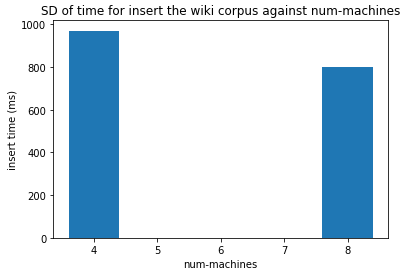 SD of time for insert the wiki corpus against num-machines
1000
800
600
400
200
0
insert time (ms)
4 5 6 7 8
num-machines